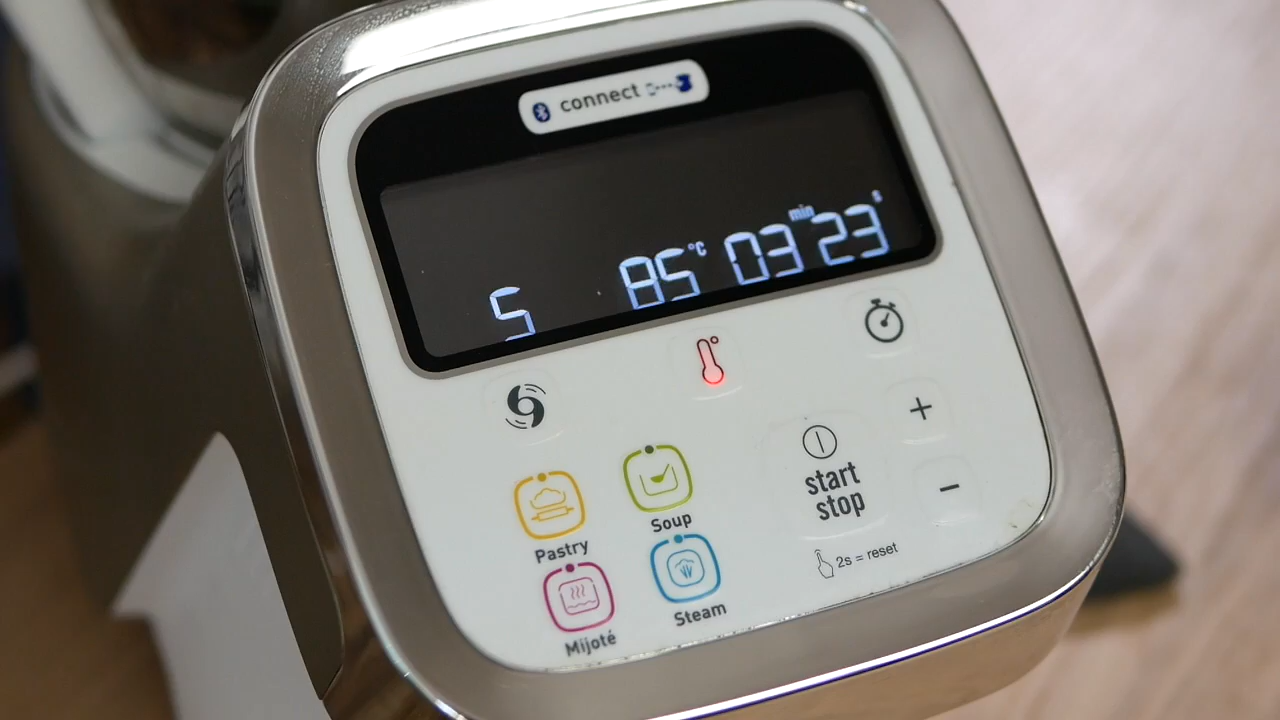 connect
5 85°C 03 min 23 s
Pastry
Soup
Mijoté
Steam
start
stop
+
-
2s = reset